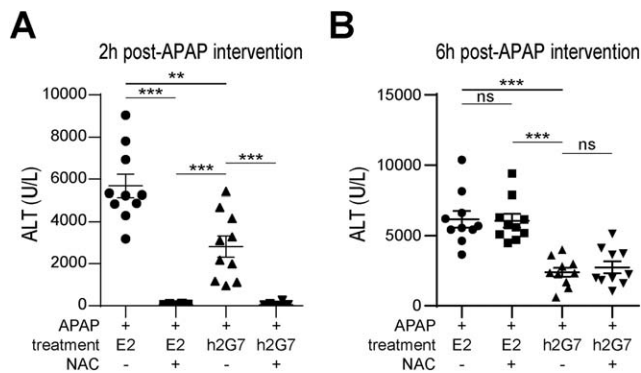 A
2h post-APAP intervention
**
***
***
***
10000
8000
6000
4000
2000
0
ALT (U/L)
APAP + + + +
treatment E2 E2 h2G7 h2G7
NAC - + - +
B
6h post-APAP intervention
***
ns
***
ns
15000
10000
5000
0
ALT (U/L)
APAP + + + +
treatment E2 E2 h2G7 h2G7
NAC - + - +